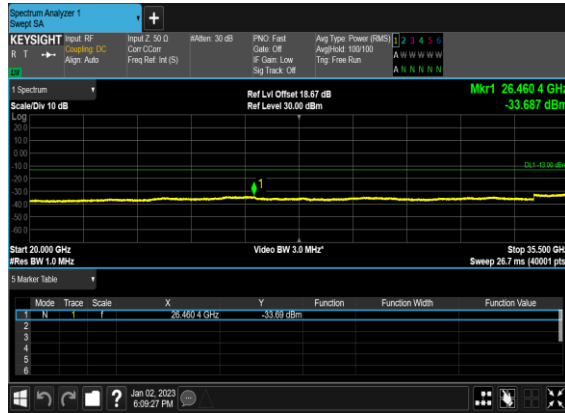 Spectrum Analyzer 1
Swept SA
+
KEYSIGHT Input: RF Input Z: 50 Ω #Atten: 30 dB PNO: Fast Avg Type: Power (RMS) 1 2 3 4 5 6
R T Coupling: DC Corr CCorr Gate: Off Avg|Hold: 100/100 A W W W W W
Align: Auto Freq Ref: Int (S) IF Gain: Low Trig: Free Run A N N N N N
Sig Track: Off
LW
1 Spectrum Ref Lvl Offset 18.67 dB Mkr1 26.460 4 GHz
Scale/Div 10 dB Ref Level 30.00 dBm -33.687 dBm
Log
20.0
10.0
0.00
-10.0 DL1 -13.00 dBm
-20.0
1
-30.0
-40.0
-50.0
-60.0
Start 20.000 GHz Video BW 3.0 MHz* Stop 35.500 GHz
#Res BW 1.0 MHz Sweep 26.7 ms (40001 pts
5 Marker Table
Mode Trace Scale X Y Function Function Width Function Value
1 N 1 f 26.460 4 GHz -33.69 dBm
2
3
4
5
6
? Jan 02, 2023
6:09:27 PM